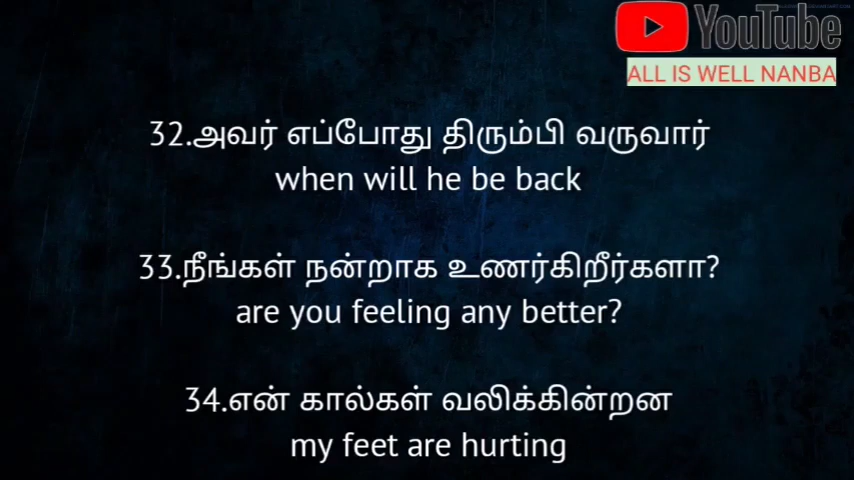 YouTube
ALL IS WELL NANBA
32.அவர் எப்போது திரும்பி வருவார்
when will he be back
33.நீங்கள் நன்றாக உணர்கிறீர்களா?
are you feeling any better?
34.என் கால்கள் வலிக்கின்றன
my feet are hurting